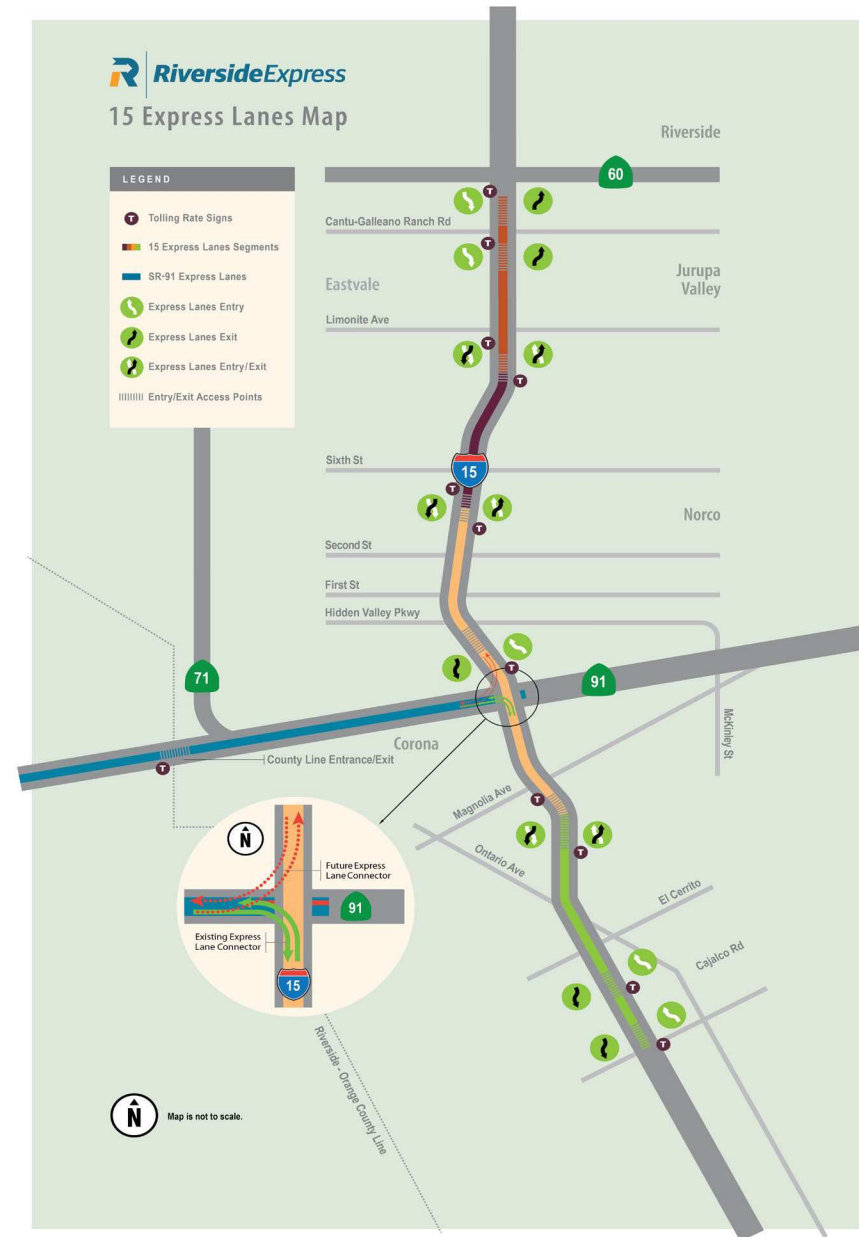 RiversideExpress
15 Express Lanes Map
LEGEND
T Tolling Rate Signs
15 Express Lanes Segments
SR-91 Express Lanes
Express Lanes Entry
Express Lanes Exit
Express Lanes Entry/Exit
Entry/Exit Access Points
Riverside
60
T
Cantu-Galleano Ranch Rd
T
Eastvale
Jurupa
Valley
Limonite Ave
T
T
Sixth St
15
T
Norco
T
Second St
First St
Hidden Valley Pkwy
T
71
91
McKinley St
Corona
County Line Entrance/Exit
T
Magnolia Ave
T
T
Ontario Ave
N
Future Express
Lane Connector
91
Existing Express
Lane Connector
15
El Cerrito
Cajalco Rd
T
T
Riverside - Orange County Line
N
Map is not to scale.